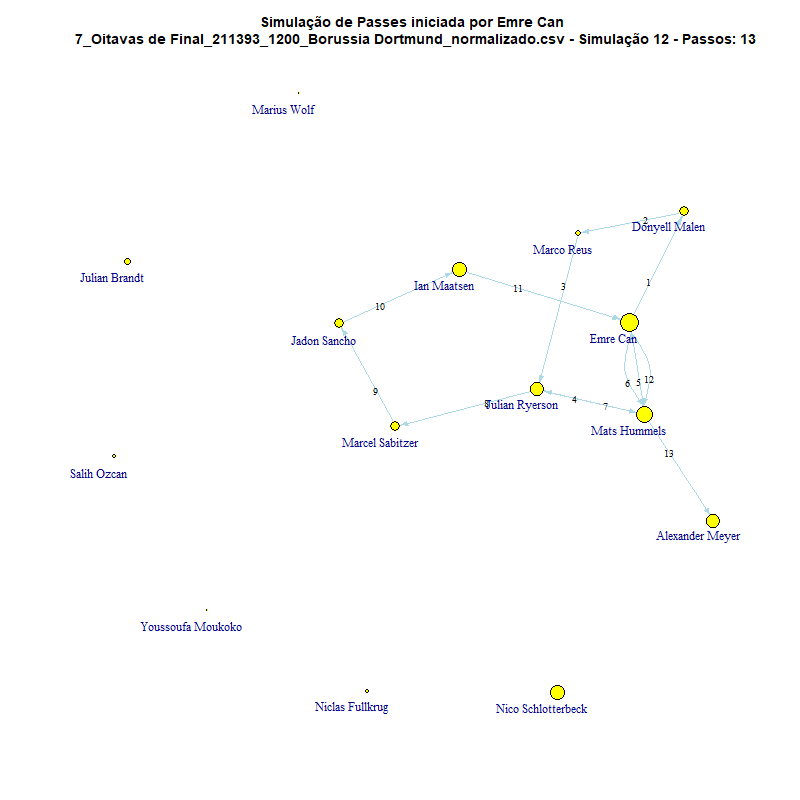 Simulação de Passes iniciada por Emre Can
7_Oitavas de Final_211393_1200_Borussia Dortmund_normalizado.csv - Simulação 12 - Passos: 13
Marius Wolf
2
Donyell Malen
Marco Reus
Julian Brandt
Ian Maatsen
1
3
11
10
Jadon Sancho
Emre Can
12
6
5
9
4
7
8
Julian Ryerson
Mats Hummels
Marcel Sabitzer
13
Salih Ozcan
Alexander Meyer
Youssoufa Moukoko
Niclas Fullkrug
Nico Schlotterbeck